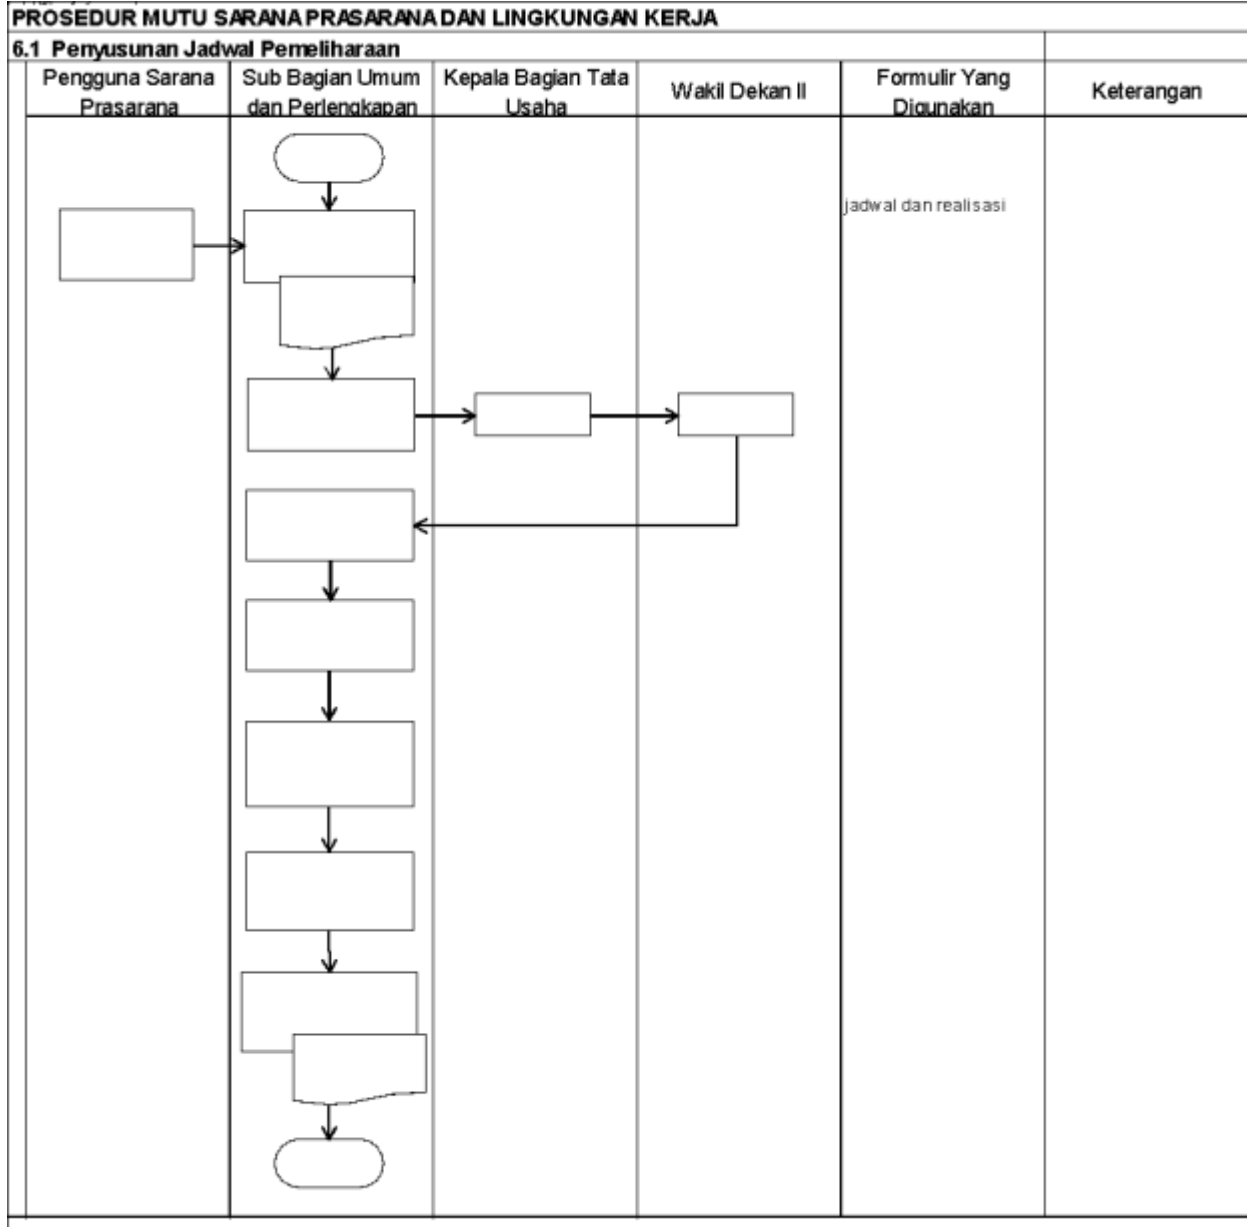 PROSEDUR MUTU SARANA PRASARANA DAN LINGKUNGAN KERJA
6.1 Penyusunan Jadwal Pemeliharaan
Pengguna Sarana
Prasarana
Sub Bagian Umum
dan Perlengkapan
Kepala Bagian Tata
Usaha
Wakil Dekan II
Formulir Yang
Digunakan
Keterangan
jadwal dan realisasi